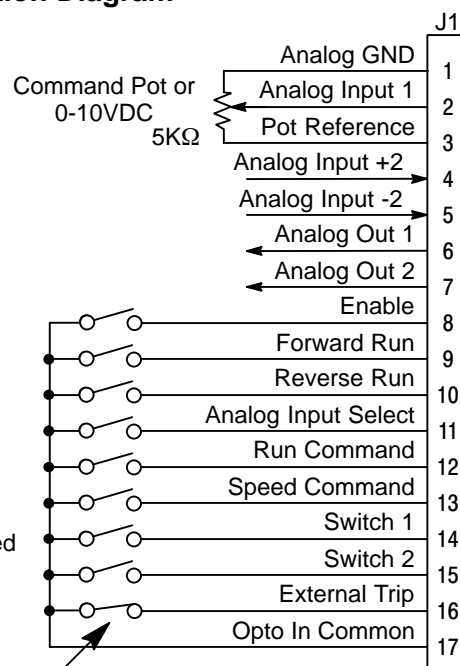 Diagram
J1
Analog GND 1
Command Pot or
0-10VDC
5KΩ
Analog Input 1 2
Pot Reference 3
Analog Input +2 4
Analog Input -2 5
Analog Out 1 6
Analog Out 2 7
Enable 8
Forward Run 9
Reverse Run 10
Analog Input Select 11
Run Command 12
Speed Command 13
Switch 1 14
Switch 2 15
External Trip 16
Opto In Common 17